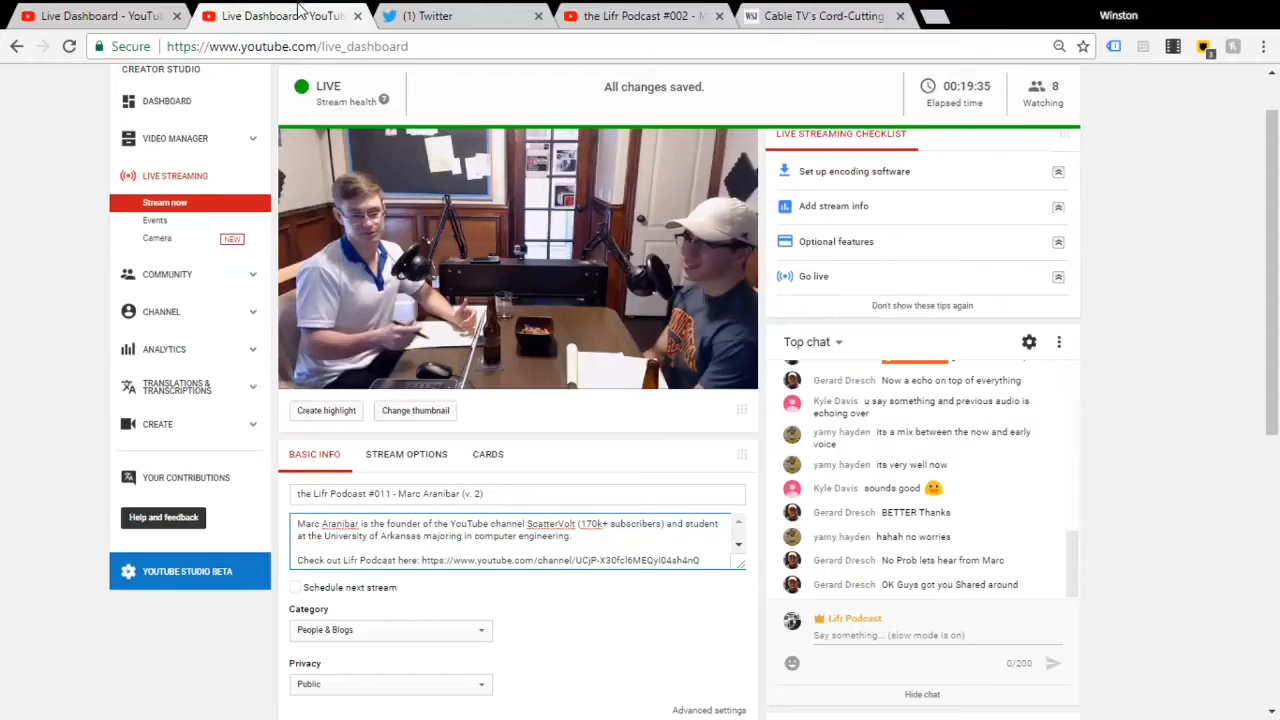 Live Dashboard - YouTu
Live Dashboard - YouTub
(1) Twitter
the Lifr Podcast #002 - M
WSJ
Cable TV's Cord-Cutting
Winston
Secure
https://www.youtube.com/live_dashboard
3
CREATOR STUDIO
DASHBOARD
VIDEO MANAGER
LIVE STREAMING
Stream now
Events
Camera
NEW
COMMUNITY
CHANNEL
ANALYTICS
TRANSLATIONS &
TRANSCRIPTIONS
CREATE
YOUR CONTRIBUTIONS
Help and feedback
YOUTUBE STUDIO BETA
LIVE
Stream health
?
All changes saved.
00:19:35
Elapsed time
8
Watching
Create highlight
Change thumbnail
BASIC INFO
STREAM OPTIONS
CARDS
the Lifr Podcast #011 - Marc Aranibar (v. 2)
Marc Aranibar is the founder of the YouTube channel ScatterVolt (170k+ subscribers) and student
at the University of Arkansas majoring in computer engineering.
Check out Lifr Podcast here: https://www.youtube.com/channel/UCjP-X30fcl6MEQyI04sh4nQ
Schedule next stream
Category
People & Blogs
Privacy
Public
Advanced settings
LIVE STREAMING CHECKLIST
Set up encoding software
Add stream info
Optional features
Go live
Don't show these tips again
Top chat
Gerard Dresch Now a echo on top of everything
Kyle Davis u say something and previous audio is
echoing over
yamy hayden its a mix between the now and early
voice
yamy hayden its very well now
Kyle Davis sounds good
Gerard Dresch BETTER Thanks
yamy hayden hahah no worries
Gerard Dresch No Prob lets hear from Marc
Gerard Dresch OK Guys got you Shared around
Lifr Podcast
Say something... (slow mode is on)
0/200
Hide chat